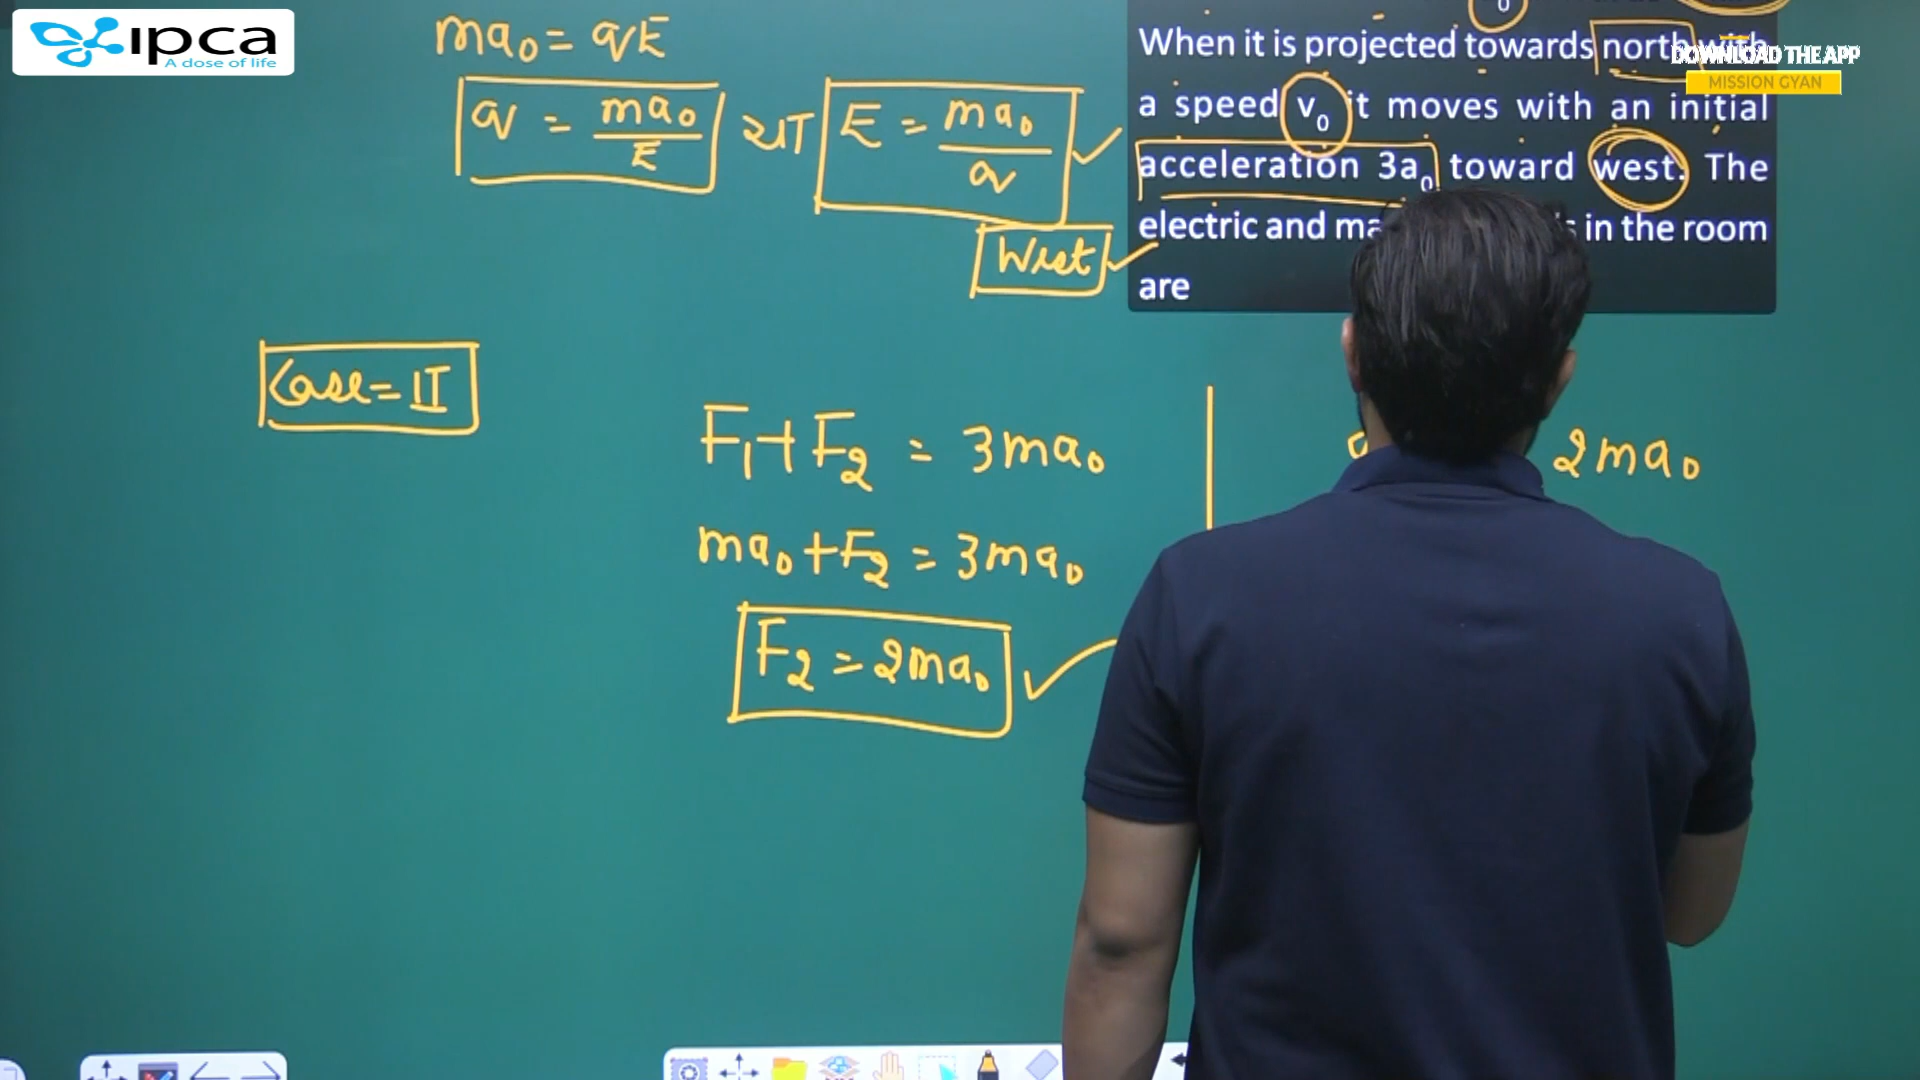 ipca
A dose of life
ma₀ = qE
q = ma₀/E
या
E = ma₀/q
West
0
When it is projected towards north with
a speed v₀ it moves with an initial
acceleration 3a₀ toward west. The
electric and in the room
are
DOWNLOAD THE APP
MISSION GYAN
Case = II
F₁ + F₂ = 3ma₀
2ma₀
ma₀ + F₂ = 3ma₀
F₂ = 2ma₀